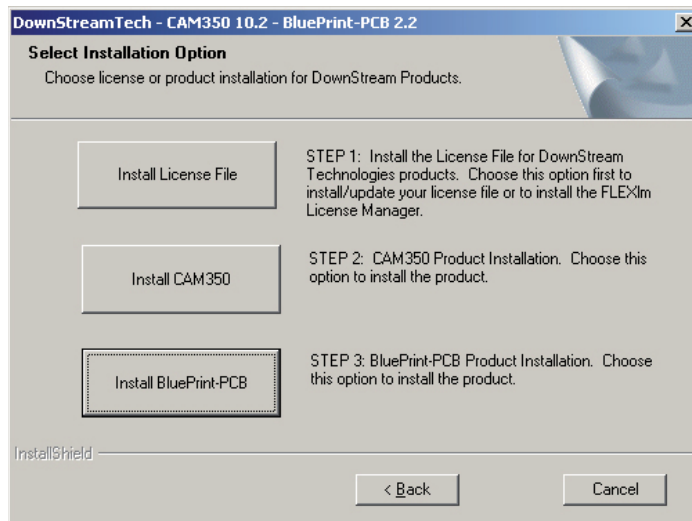 DownStreamTech - CAM350 10.2 - BluePrint-PCB 2.2
Select Installation Option
Choose license or product installation for DownStream Products.
Install License File
STEP 1: Install the License File for DownStream
Technologies products. Choose this option first to
install/update your license file or to install the FLEXlm
License Manager.
Install CAM350
STEP 2: CAM350 Product Installation. Choose this
option to install the product.
Install BluePrint-PCB
STEP 3: BluePrint-PCB Product Installation. Choose
this option to install the product.
InstallShield
< Back
Cancel